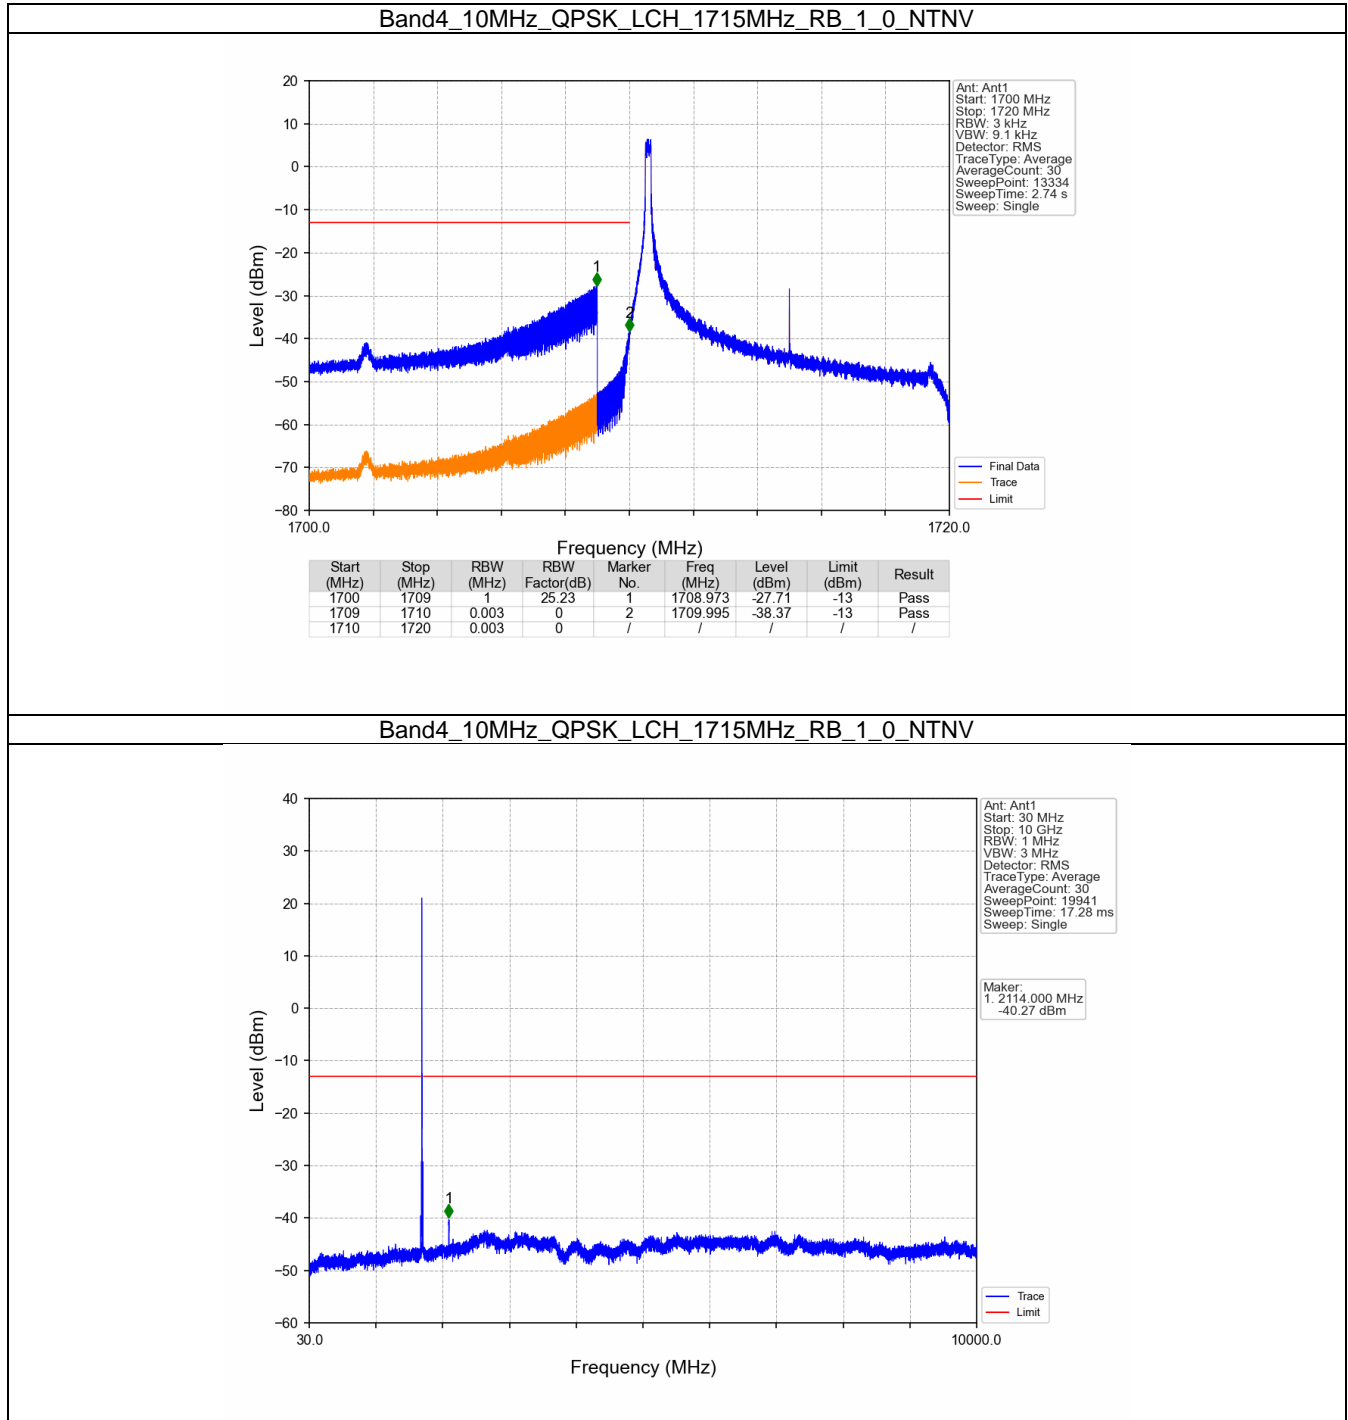 Band4_10MHz_QPSK_LCH_1715MHz_RB_1_0_NTNV
20
10
0
−10
−20
−30
−40
−50
−60
−70
−80
Level (dBm)
1
2
1700.0
1720.0
Frequency (MHz)
Ant: Ant1
Start: 1700 MHz
Stop: 1720 MHz
RBW: 3 kHz
VBW: 9.1 kHz
Detector: RMS
TraceType: Average
AverageCount: 30
SweepPoint: 13334
SweepTime: 2.74 s
Sweep: Single
Final Data
Trace
Limit
Start (MHz) Stop (MHz) RBW (MHz) RBW Factor(dB) Marker No. Freq (MHz) Level (dBm) Limit (dBm) Result
1700 1709 1 25.23 1 1708.973 -27.71 -13 Pass
1709 1710 0.003 0 2 1709.995 -38.37 -13 Pass
1710 1720 0.003 0 / / / / /
Band4_10MHz_QPSK_LCH_1715MHz_RB_1_0_NTNV
40
30
20
10
0
−10
−20
−30
−40
−50
−60
Level (dBm)
1
30.0
10000.0
Frequency (MHz)
Ant: Ant1
Start: 30 MHz
Stop: 10 GHz
RBW: 1 MHz
VBW: 3 MHz
Detector: RMS
TraceType: Average
AverageCount: 30
SweepPoint: 19941
SweepTime: 17.28 ms
Sweep: Single
Maker:
1. 2114.000 MHz
-40.27 dBm
Trace
Limit